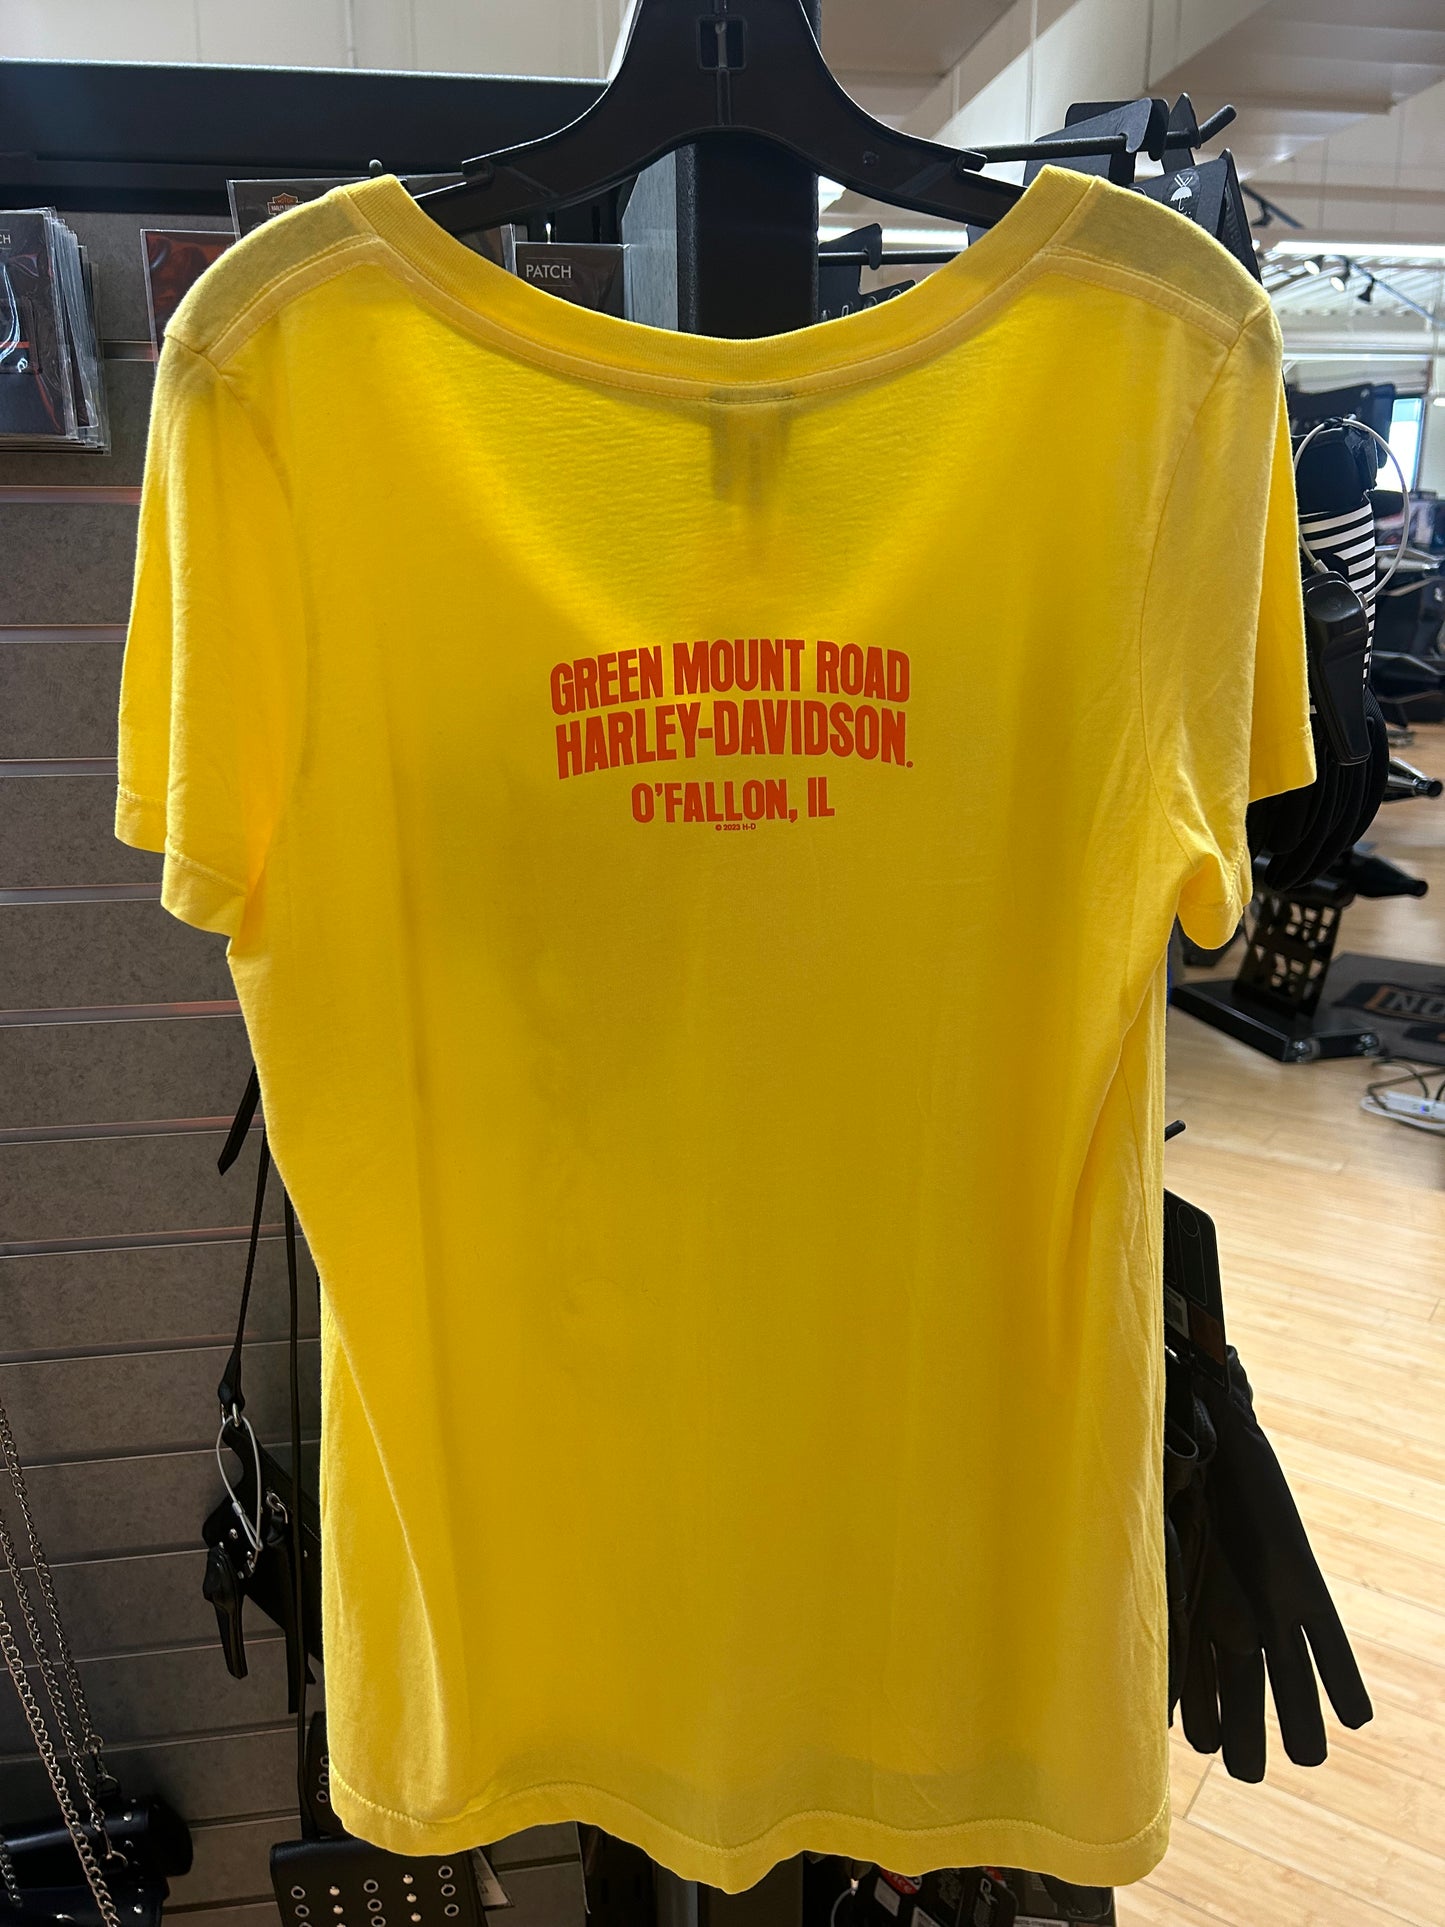 PATCH
GREEN MOUNT ROAD
HARLEY-DAVIDSON.
O'FALLON, IL
© 2023 H-D